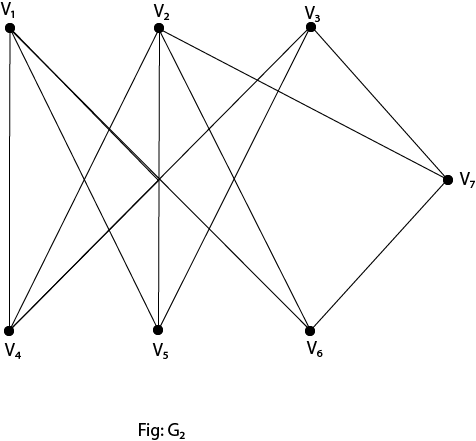 V₁ V₂ V₃
V₇
V₄ V₅ V₆
Fig: G₂